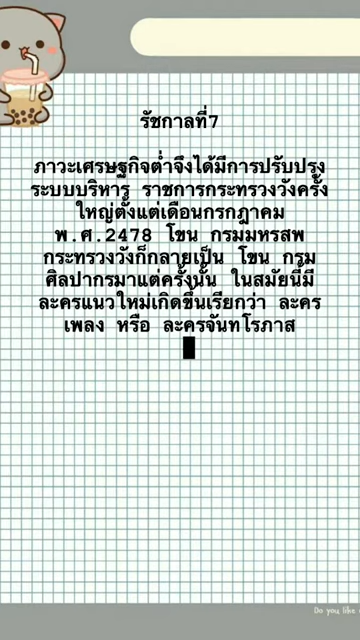 รัชกาลที่7
ภาวะเศรษฐกิจต่ำจึงได้มีการปรับปรุง
ระบบบริหาร ราชการกระทรวงวังครั้ง
ใหญ่ตั้งแต่เดือนกรกฎาคม
พ.ศ.2478 โขน กรมมหรสพ
กระทรวงวังก็กลายเป็น โขน กรม
ศิลปากรมาแต่ครั้งนั้น ในสมัยนี้มี
ละครแนวใหม่เกิดขึ้นเรียกว่า ละคร
เพลง หรือ ละครจันทโรภาส
Do you like